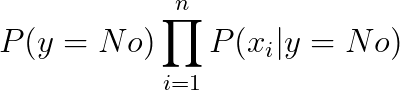 P(y = No) ∏_{i=1}^{n} P(x_i|y = No)